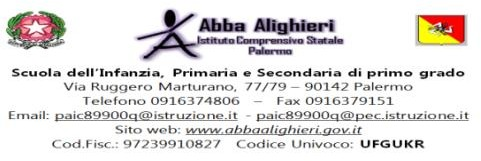 Abba Alighieri
Istituto Comprensivo Statale
Palermo
Scuola dell'Infanzia, Primaria e Secondaria di primo grado
Via Ruggero Marturano, 77/79 – 90142 Palermo
Telefono 0916374806 – Fax 0916379151
Email: paic89900q@istruzione.it - paic89900q@pec.istruzione.it
Sito web: www.abbaalighieri.gov.it
Cod.Fisc.: 97239910827 Codice Univoco: UFGUKR